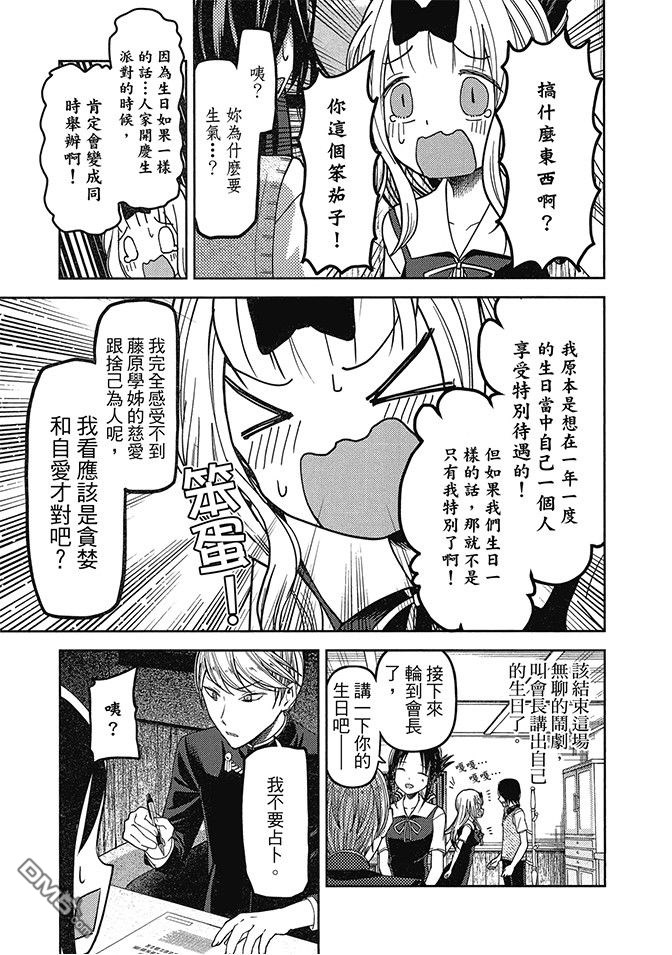 搞什麼東西啊？
你這個笨茄子！
咦？
妳為什麼要
生氣…？
因為生日如果一樣
的話…人家開慶生
派對的時候，
肯定會變成同
時舉辦啊！
我原本是想在一年一度
的生日當中自己一個人
享受特別待遇的！
但如果我們生日一
樣的話，那就不是
只有我特別了啊！
笨蛋！
我完全感受不到
藤原學姊的慈愛
跟捨己為人呢，
我看應該是貪婪
和自愛才對吧？
該結束這場
無聊的鬧劇，
叫會長講出自己
的生日了。
嗄嗄…
嗄嗄…
接下來
輪到會長
了，
講一下你的
生日吧──
我不要占卜。
咦？
DM5.com